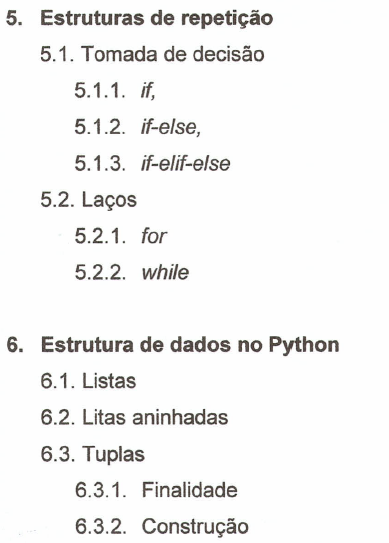 5. Estruturas de repetição
5.1. Tomada de decisão
5.1.1. if,
5.1.2. if-else,
5.1.3. if-elif-else
5.2. Laços
5.2.1. for
5.2.2. while
6. Estrutura de dados no Python
6.1. Listas
6.2. Litas aninhadas
6.3. Tuplas
6.3.1. Finalidade
6.3.2. Construção